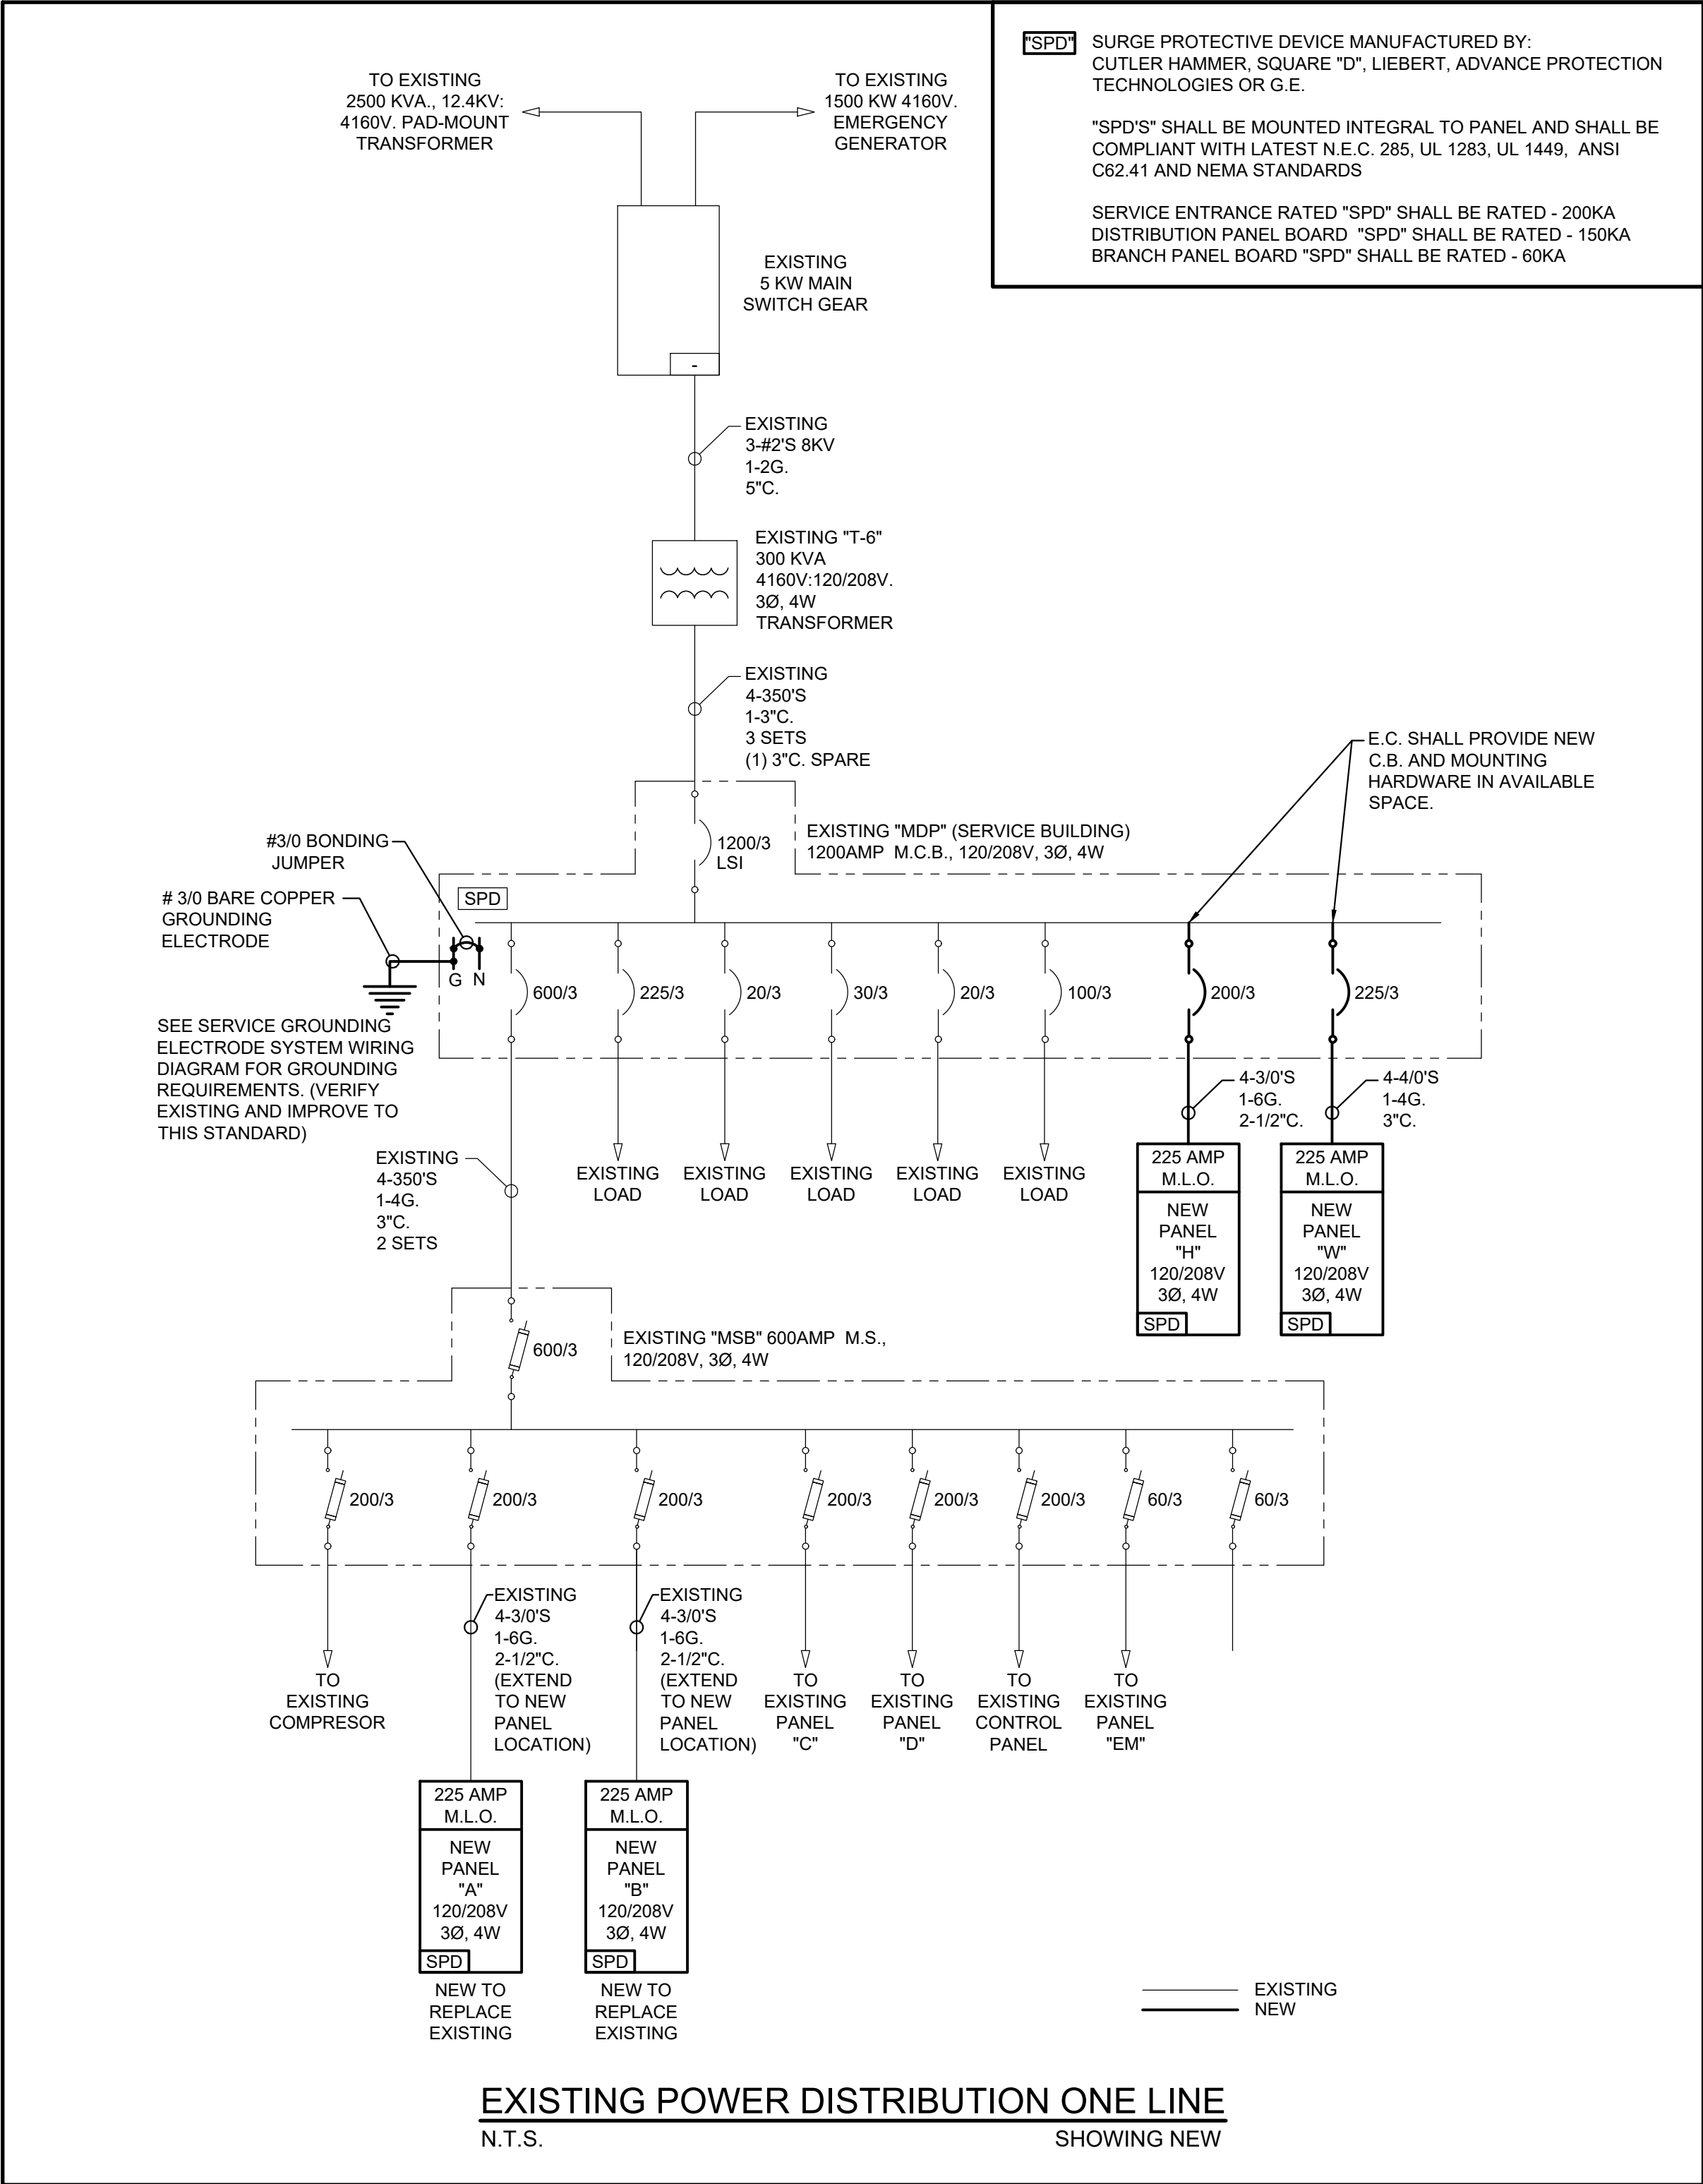 "SPD"
SURGE PROTECTIVE DEVICE MANUFACTURED BY:
CUTLER HAMMER, SQUARE "D", LIEBERT, ADVANCE PROTECTION
TECHNOLOGIES OR G.E.
"SPD'S" SHALL BE MOUNTED INTEGRAL TO PANEL AND SHALL BE
COMPLIANT WITH LATEST N.E.C. 285, UL 1283, UL 1449, ANSI
C62.41 AND NEMA STANDARDS
SERVICE ENTRANCE RATED "SPD" SHALL BE RATED - 200KA
DISTRIBUTION PANEL BOARD "SPD" SHALL BE RATED - 150KA
BRANCH PANEL BOARD "SPD" SHALL BE RATED - 60KA
TO EXISTING
2500 KVA., 12.4KV:
4160V. PAD-MOUNT
TRANSFORMER
TO EXISTING
1500 KW 4160V.
EMERGENCY
GENERATOR
EXISTING
5 KW MAIN
SWITCH GEAR
-
EXISTING
3-#2'S 8KV
1-2G.
5"C.
EXISTING "T-6"
300 KVA
4160V:120/208V.
3Ø, 4W
TRANSFORMER
EXISTING
4-350'S
1-3"C.
3 SETS
(1) 3"C. SPARE
E.C. SHALL PROVIDE NEW
C.B. AND MOUNTING
HARDWARE IN AVAILABLE
SPACE.
1200/3
LSI
EXISTING "MDP" (SERVICE BUILDING)
1200AMP M.C.B., 120/208V, 3Ø, 4W
#3/0 BONDING
JUMPER
# 3/0 BARE COPPER
GROUNDING
ELECTRODE
SPD
G N
SEE SERVICE GROUNDING
ELECTRODE SYSTEM WIRING
DIAGRAM FOR GROUNDING
REQUIREMENTS. (VERIFY
EXISTING AND IMPROVE TO
THIS STANDARD)
600/3
225/3
20/3
30/3
20/3
100/3
200/3
225/3
4-3/0'S
1-6G.
2-1/2"C.
4-4/0'S
1-4G.
3"C.
EXISTING
4-350'S
1-4G.
3"C.
2 SETS
EXISTING
LOAD
EXISTING
LOAD
EXISTING
LOAD
EXISTING
LOAD
EXISTING
LOAD
225 AMP
M.L.O.
NEW
PANEL
"H"
120/208V
3Ø, 4W
SPD
225 AMP
M.L.O.
NEW
PANEL
"W"
120/208V
3Ø, 4W
SPD
600/3
EXISTING "MSB" 600AMP M.S.,
120/208V, 3Ø, 4W
200/3
200/3
200/3
200/3
200/3
200/3
60/3
60/3
EXISTING
4-3/0'S
1-6G.
2-1/2"C.
(EXTEND
TO NEW
PANEL
LOCATION)
EXISTING
4-3/0'S
1-6G.
2-1/2"C.
(EXTEND
TO NEW
PANEL
LOCATION)
TO
EXISTING
COMPRESOR
TO
EXISTING
PANEL
"C"
TO
EXISTING
PANEL
"D"
TO
EXISTING
CONTROL
PANEL
TO
EXISTING
PANEL
"EM"
225 AMP
M.L.O.
NEW
PANEL
"A"
120/208V
3Ø, 4W
SPD
NEW TO
REPLACE
EXISTING
225 AMP
M.L.O.
NEW
PANEL
"B"
120/208V
3Ø, 4W
SPD
NEW TO
REPLACE
EXISTING
EXISTING
NEW
EXISTING POWER DISTRIBUTION ONE LINE
N.T.S.
SHOWING NEW